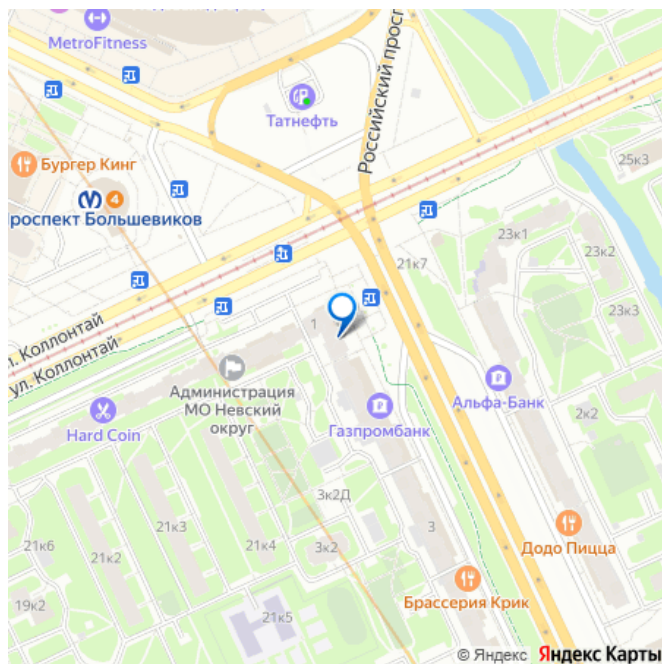 MetroFitness
Татнефть
Российский просп
Бургер Кинг
4
Проспект Большевиков
25к3
23к1
23к2
21к7
23к3
л. Коллонтай
ул. Коллонтай
1
Администрация
МО Невский
округ
Hard Coin
Газпромбанк
Альфа-Банк
2к2
3к2Д
21к6
21к2
21к3
21к4
3к2
3
Додо Пицца
19к2
21к5
Брассерия Крик
© Яндекс Яндекс Карты